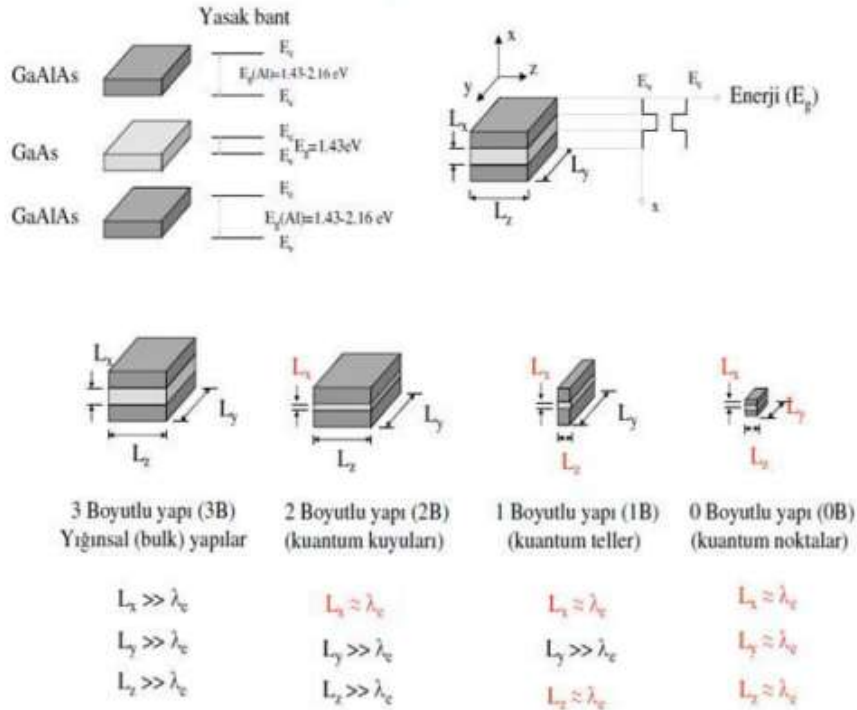 Yasak bant
GaAlAs
E_c
E_g(Al)=1.43-2.16 eV
E_v
GaAs
E_c
E_g=1.43eV
E_v
GaAlAs
E_c
E_g(Al)=1.43-2.16 eV
E_v
x
y
z
E_v E_c
Enerji (E_g)
L_x
L_y
L_z
x
L_x
L_y
L_z
L_x
L_y
L_z
L_x
L_y
L_z
L_x
L_y
L_z
3 Boyutlu yapı (3B)
Yığınsal (bulk) yapılar
L_x >> λ_e
L_y >> λ_e
L_z >> λ_e
2 Boyutlu yapı (2B)
(kuantum kuyuları)
L_x ≈ λ_e
L_y >> λ_e
L_z >> λ_e
1 Boyutlu yapı (1B)
(kuantum teller)
L_x ≈ λ_e
L_y >> λ_e
L_z ≈ λ_e
0 Boyutlu yapı (0B)
(kuantum noktalar)
L_x ≈ λ_e
L_y ≈ λ_e
L_z ≈ λ_e